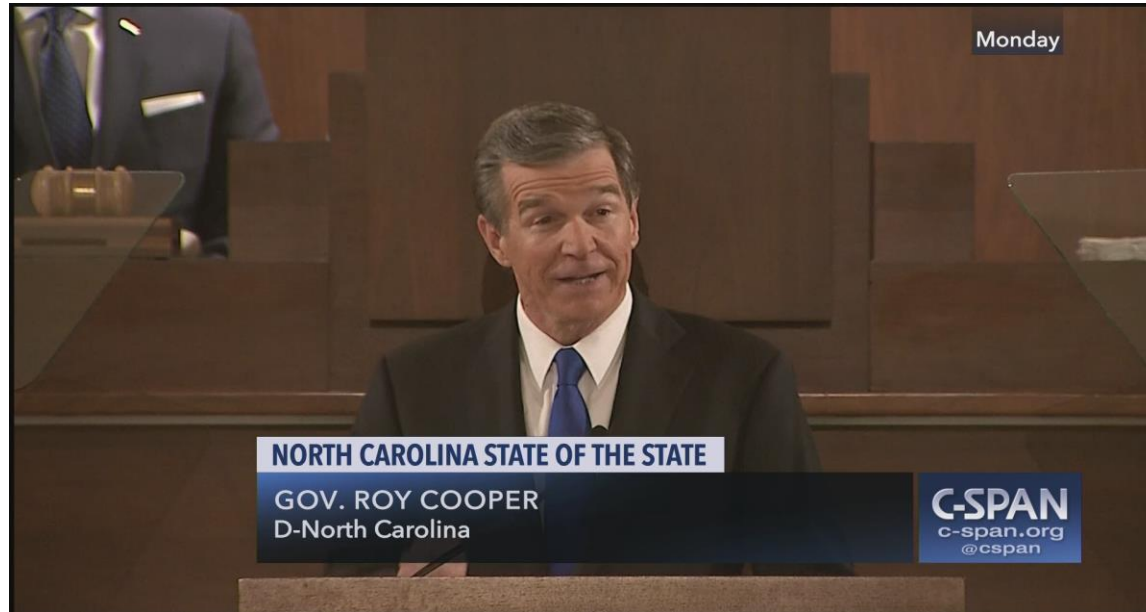 Monday
NORTH CAROLINA STATE OF THE STATE
GOV. ROY COOPER
D-North Carolina
C-SPAN
c-span.org
@cspan